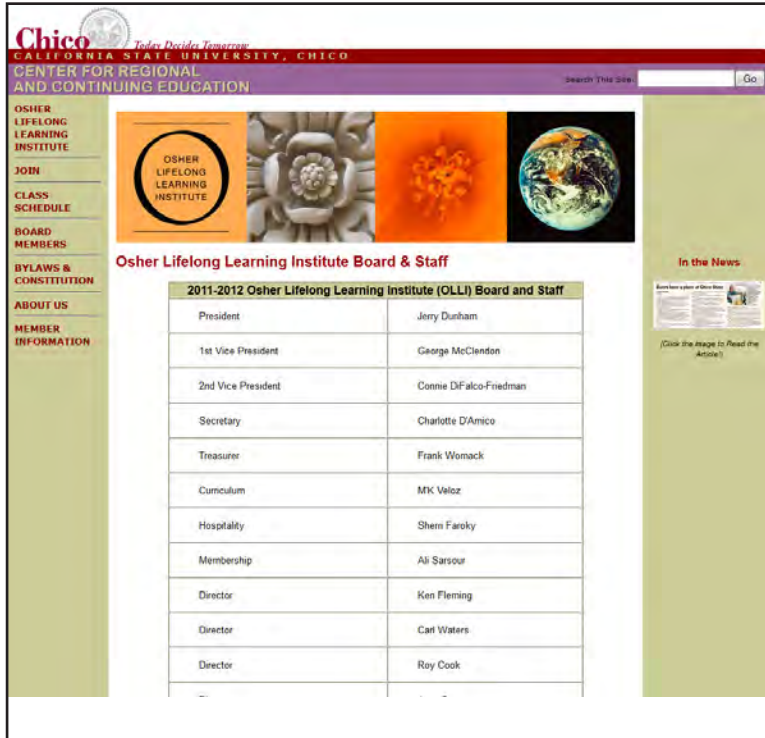 Chico
Today Decides Tomorrow
CALIFORNIA STATE UNIVERSITY, CHICO
CENTER FOR REGIONAL
AND CONTINUING EDUCATION
Search This Site:
Go
OSHER
LIFELONG
LEARNING
INSTITUTE
JOIN
CLASS
SCHEDULE
BOARD
MEMBERS
BYLAWS &
CONSTITUTION
ABOUT US
MEMBER
INFORMATION
OSHER
LIFELONG
LEARNING
INSTITUTE
Osher Lifelong Learning Institute Board & Staff
2011-2012 Osher Lifelong Learning Institute (OLLI) Board and Staff
President Jerry Dunham
1st Vice President George McClendon
2nd Vice President Connie DiFalco-Friedman
Secretary Charlotte D'Amico
Treasurer Frank Womack
Curriculum MK Veloz
Hospitality Faroky
Membership Ali Sarsour
Director Ken Fleming
Director Carl Waters
Director Roy Cook
In the News
(Click the image to Read the
Article!)